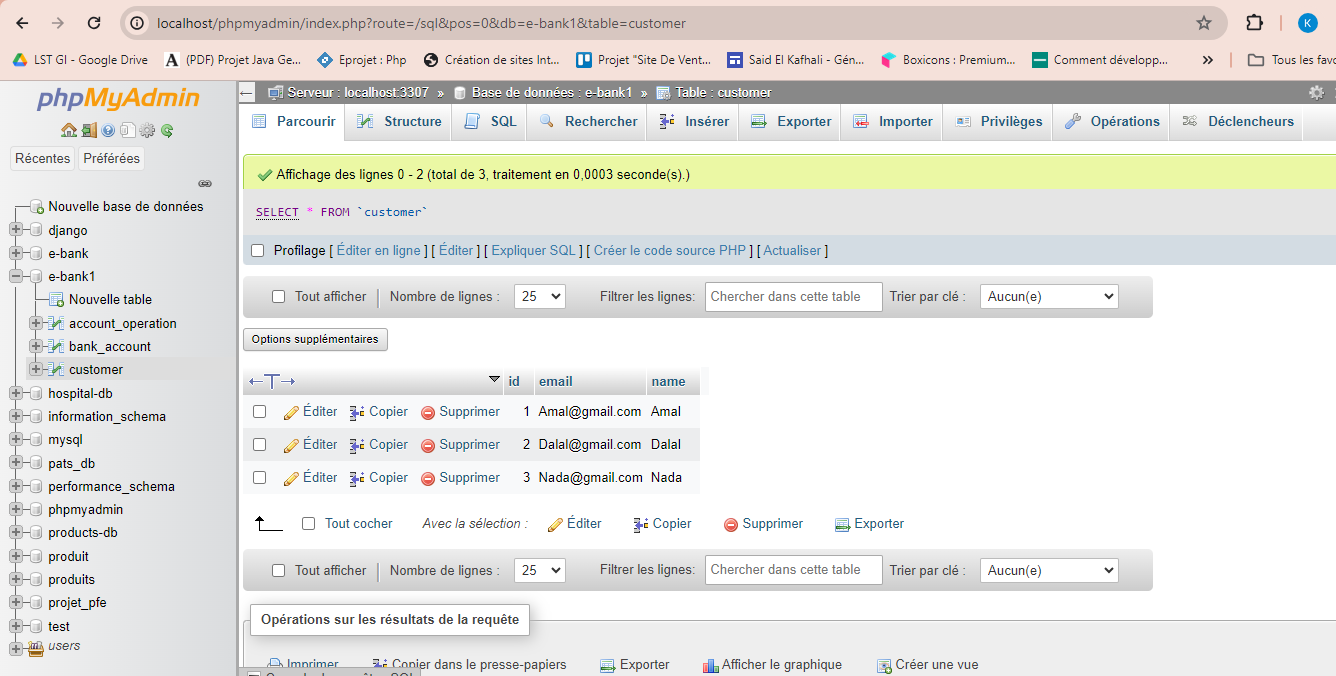 localhost/phpmyadmin/index.php?route=/sql&pos=0&db=e-bank1&table=customer
K
LST GI - Google Drive
(PDF) Projet Java Ge...
Eprojet : Php
Création de sites Int...
Projet "Site De Vent...
Said El Kafhali - Gén...
Boxicons : Premium...
Comment développ...
»
Tous les favo
phpMyAdmin
Récentes
Préférées
Nouvelle base de données
django
e-bank
e-bank1
Nouvelle table
account_operation
bank_account
customer
hospital-db
information_schema
mysql
pats_db
performance_schema
phpmyadmin
products-db
produit
produits
projet_pfe
test
users
Serveur : localhost:3307 » Base de données : e-bank1 » Table : customer
Parcourir Structure SQL Rechercher Insérer Exporter Importer Privilèges Opérations Déclencheurs
Affichage des lignes 0 - 2 (total de 3, traitement en 0,0003 seconde(s).)
SELECT * FROM `customer`
Profilage [ Éditer en ligne ] [ Éditer ] [ Expliquer SQL ] [ Créer le code source PHP ] [ Actualiser ]
Tout afficher Nombre de lignes : 25 Filtrer les lignes: Chercher dans cette table Trier par clé : Aucun(e)
Options supplémentaires
id email name
Éditer Copier Supprimer 1 Amal@gmail.com Amal
Éditer Copier Supprimer 2 Dalal@gmail.com Dalal
Éditer Copier Supprimer 3 Nada@gmail.com Nada
Tout cocher Avec la sélection : Éditer Copier Supprimer Exporter
Tout afficher Nombre de lignes : 25 Filtrer les lignes: Chercher dans cette table Trier par clé : Aucun(e)
Opérations sur les résultats de la requête
Imprimer Copier dans le presse-papiers Exporter Afficher le graphique Créer une vue